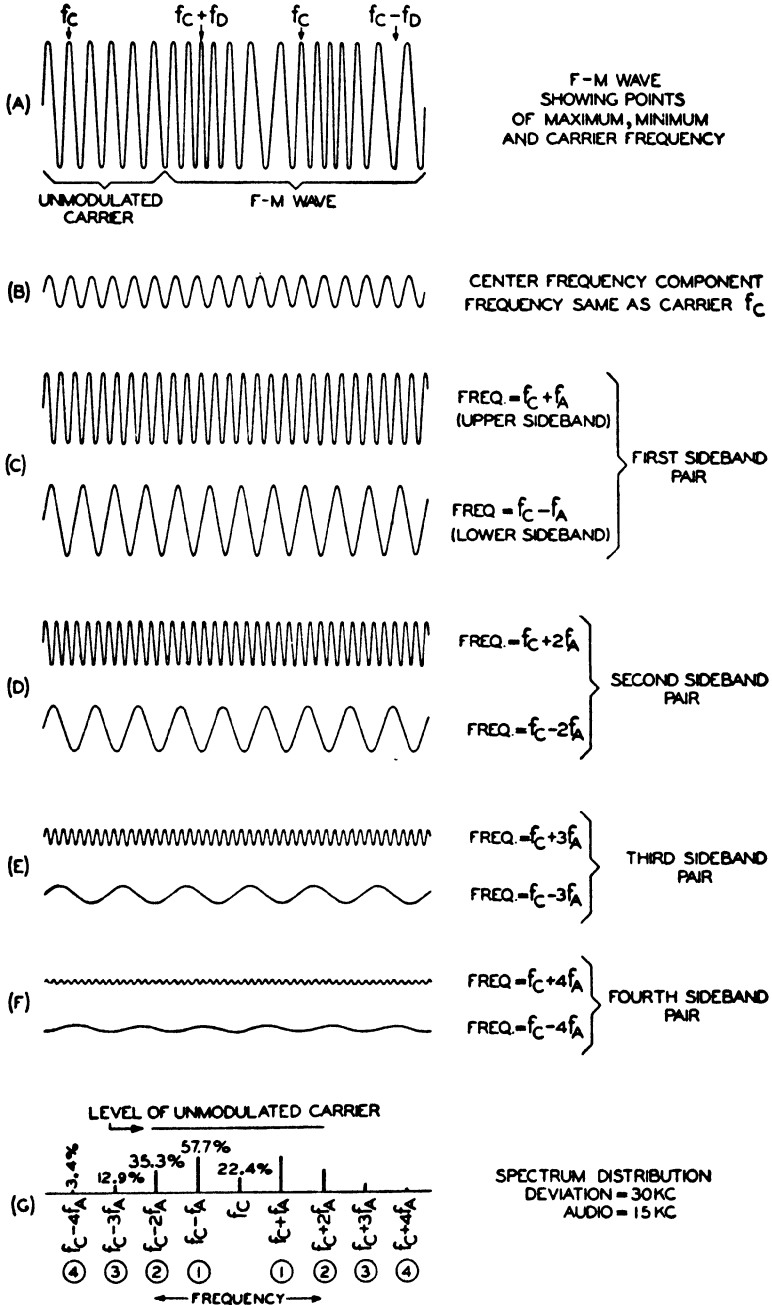 fC fC+fD fC fC-fD
(A)
F-M WAVE
SHOWING POINTS
OF MAXIMUM, MINIMUM
AND CARRIER FREQUENCY
UNMODULATED
CARRIER
F-M WAVE
(B)
CENTER FREQUENCY COMPONENT
FREQUENCY SAME AS CARRIER fC
(C)
FREQ.=fC+fA
(UPPER SIDEBAND)
FREQ =fC-fA
(LOWER SIDEBAND)
FIRST SIDEBAND
PAIR
(D)
FREQ.=fC+2fA
FREQ.=fC-2fA
SECOND SIDEBAND
PAIR
(E)
FREQ.=fC+3fA
FREQ.=fC-3fA
THIRD SIDEBAND
PAIR
(F)
FREQ=fC+4fA
FREQ.=fC-4fA
FOURTH SIDEBAND
PAIR
LEVEL OF UNMODULATED CARRIER
3.4% 12.9% 35.3% 57.7% 22.4%
(G)
fC-4fA fC-3fA fC-2fA fC-fA fC fC+fA fC+2fA fC+3fA fC+4fA
4 3 2 1 1 2 3 4
FREQUENCY
SPECTRUM DISTRIBUTION
DEVIATION = 30 KC
AUDIO = 15 KC